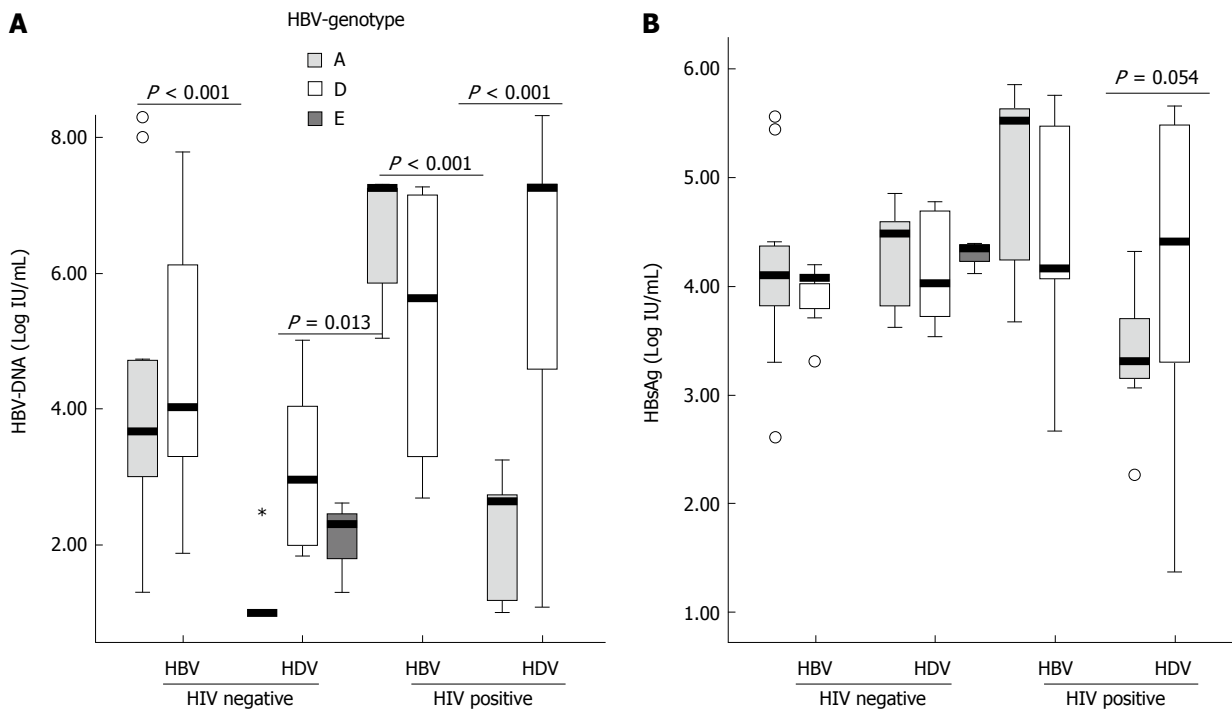 A
HBV-genotype
A
D
E
P < 0.001
P < 0.001
P < 0.001
P = 0.013
HBV-DNA (Log IU/mL)
8.00
6.00
4.00
2.00
*
HBV
HDV
HBV
HDV
HIV negative
HIV positive
B
P = 0.054
HBsAg (Log IU/mL)
6.00
5.00
4.00
3.00
2.00
1.00
HBV
HDV
HBV
HDV
HIV negative
HIV positive